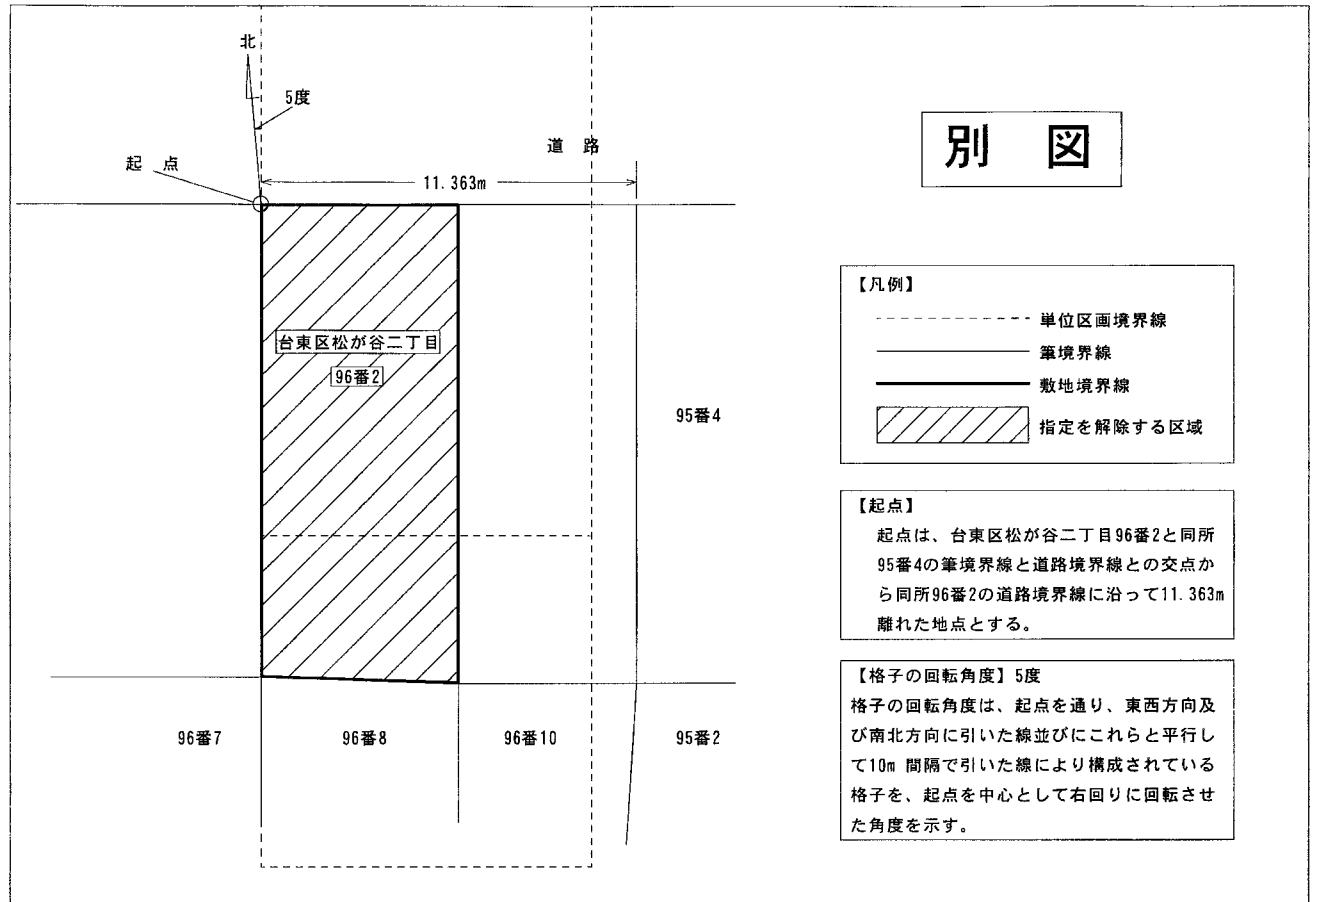 北
5度
道 路
起 点
11.363m
台東区松が谷二丁目
96番2
95番4
96番7
96番8
96番10
95番2
別 図
【凡例】
単位区画境界線
筆境界線
敷地境界線
指定を解除する区域
【起点】
起点は、台東区松が谷二丁目96番2と同所
95番4の筆境界線と道路境界線との交点か
ら同所96番2の道路境界線に沿って11.363m
離れた地点とする。
【格子の回転角度】5度
格子の回転角度は、起点を通り、東西方向及
び南北方向に引いた線並びにこれらと平行し
て10m 間隔で引いた線により構成されている
格子を、起点を中心として右回りに回転させ
た角度を示す。